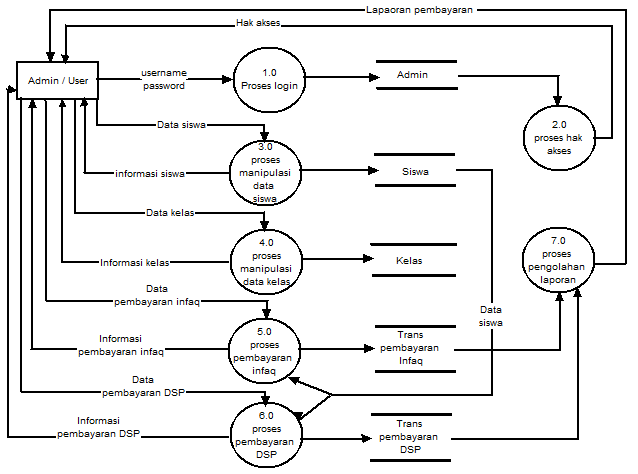 Lapaoran pembayaran
Hak akses
Admin / User
username
password
1.0
Proses login
Admin
2.0
proses hak
akses
Data siswa
3.0
proses
manipulasi
data
siswa
informasi siswa
Siswa
Data kelas
4.0
proses
manipulasi
data kelas
Informasi kelas
Kelas
7.0
proses
pengolahan
laporan
Data
siswa
Data
pembayaran infaq
5.0
proses
pembayaran
infaq
Informasi
pembayaran infaq
Trans
pembayaran
Infaq
Data
pembayaran DSP
6.0
proses
pembayaran
DSP
Informasi
pembayaran DSP
Trans
pembayaran
DSP